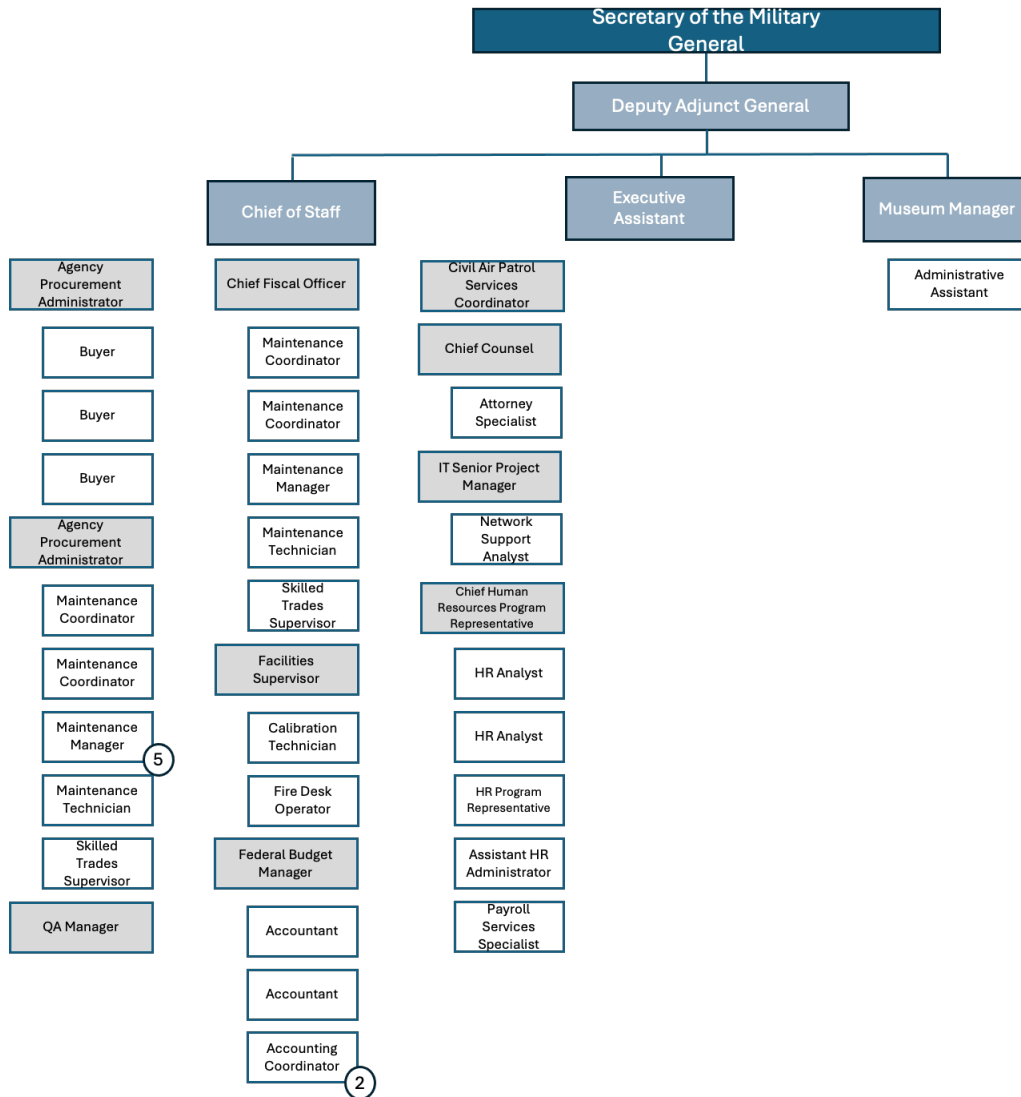 Secretary of the Military
General
Deputy Adjunct General
Chief of Staff
Executive
Assistant
Museum Manager
Agency
Procurement
Administrator
Buyer
Buyer
Buyer
Agency
Procurement
Administrator
Maintenance
Coordinator
Maintenance
Coordinator
Maintenance
Manager
5
Maintenance
Technician
Skilled
Trades
Supervisor
QA Manager
Chief Fiscal Officer
Maintenance
Coordinator
Maintenance
Coordinator
Maintenance
Manager
Maintenance
Technician
Skilled
Trades
Supervisor
Facilities
Supervisor
Calibration
Technician
Fire Desk
Operator
Federal Budget
Manager
Accountant
Accountant
Accounting
Coordinator
2
Civil Air Patrol
Services
Coordinator
Chief Counsel
Attorney
Specialist
IT Senior Project
Manager
Network
Support
Analyst
Chief Human
Resources Program
Representative
HR Analyst
HR Analyst
HR Program
Representative
Assistant HR
Administrator
Payroll
Services
Specialist
Administrative
Assistant